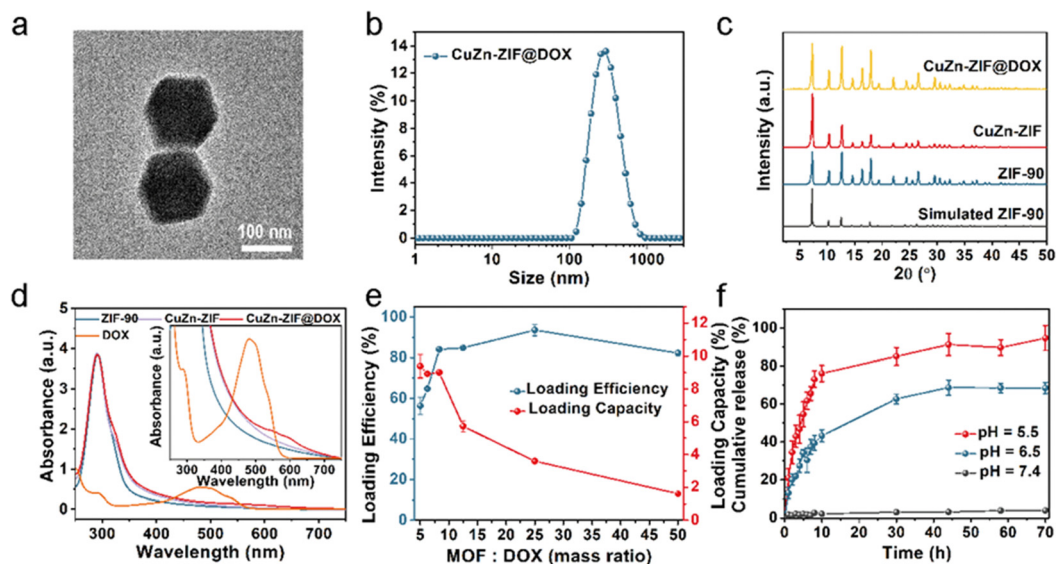 a
100 nm
b
CuZn-ZIF@DOX
Intensity (%)
14
12
10
8
6
4
2
0
1 10 100 1000
Size (nm)
c
CuZn-ZIF@DOX
CuZn-ZIF
ZIF-90
Simulated ZIF-90
Intensity (a.u.)
5 10 15 20 25 30 35 40 45 50
2θ (°)
d
ZIF-90 CuZn-ZIF CuZn-ZIF@DOX
DOX
Absorbance (a.u.)
5
4
3
2
1
0
300 400 500 600 700
Wavelength (nm)
Absorbance (a.u.)
300 400 500 600 700
Wavelength (nm)
e
Loading Efficiency (%)
100
80
60
40
20
0
Loading Efficiency
Loading Capacity
12
10
8
6
4
2
0
Loading Capacity (%)
5 10 15 20 25 30 35 40 45 50
MOF : DOX (mass ratio)
f
Cumulative release (%)
100
80
60
40
20
0
pH = 5.5
pH = 6.5
pH = 7.4
0 10 20 30 40 50 60 70
Time (h)